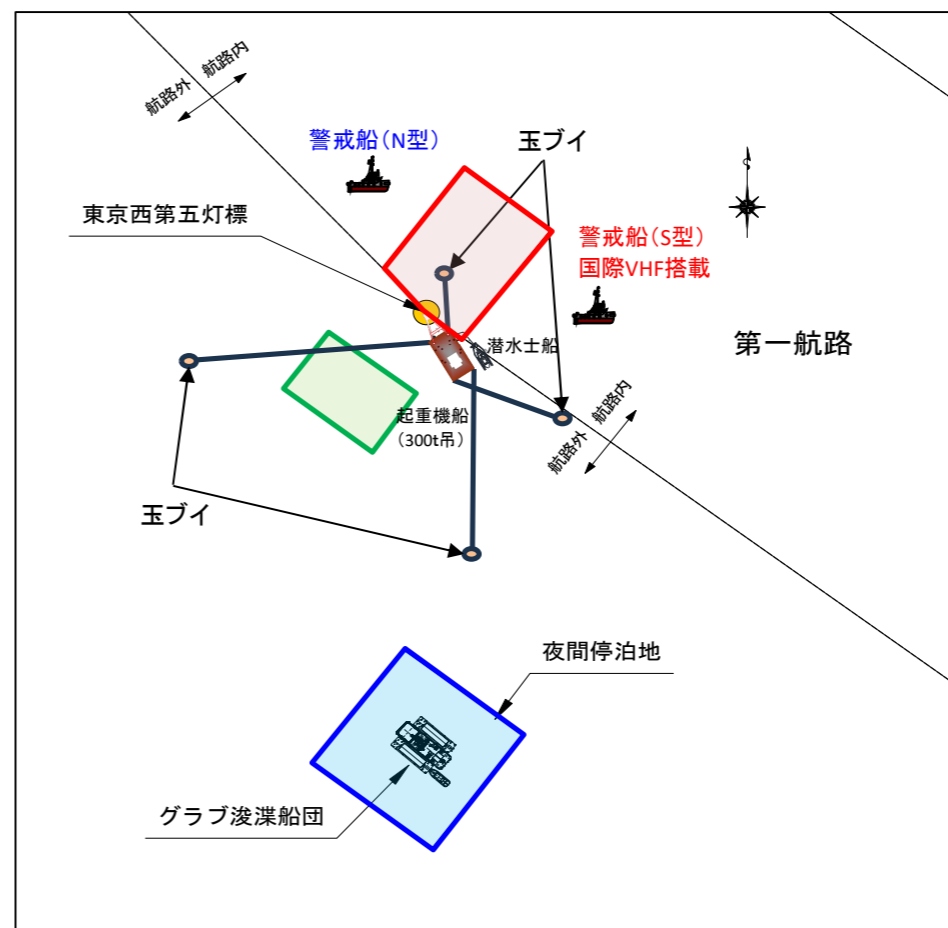 航路外 航路内
警戒船(N型)
玉ブイ
東京西第五灯標
警戒船(S型)
国際VHF搭載
第一航路
潜水士船
起重機船
(300t吊)
航路外 航路内
玉ブイ
夜間停泊地
グラブ浚渫船団